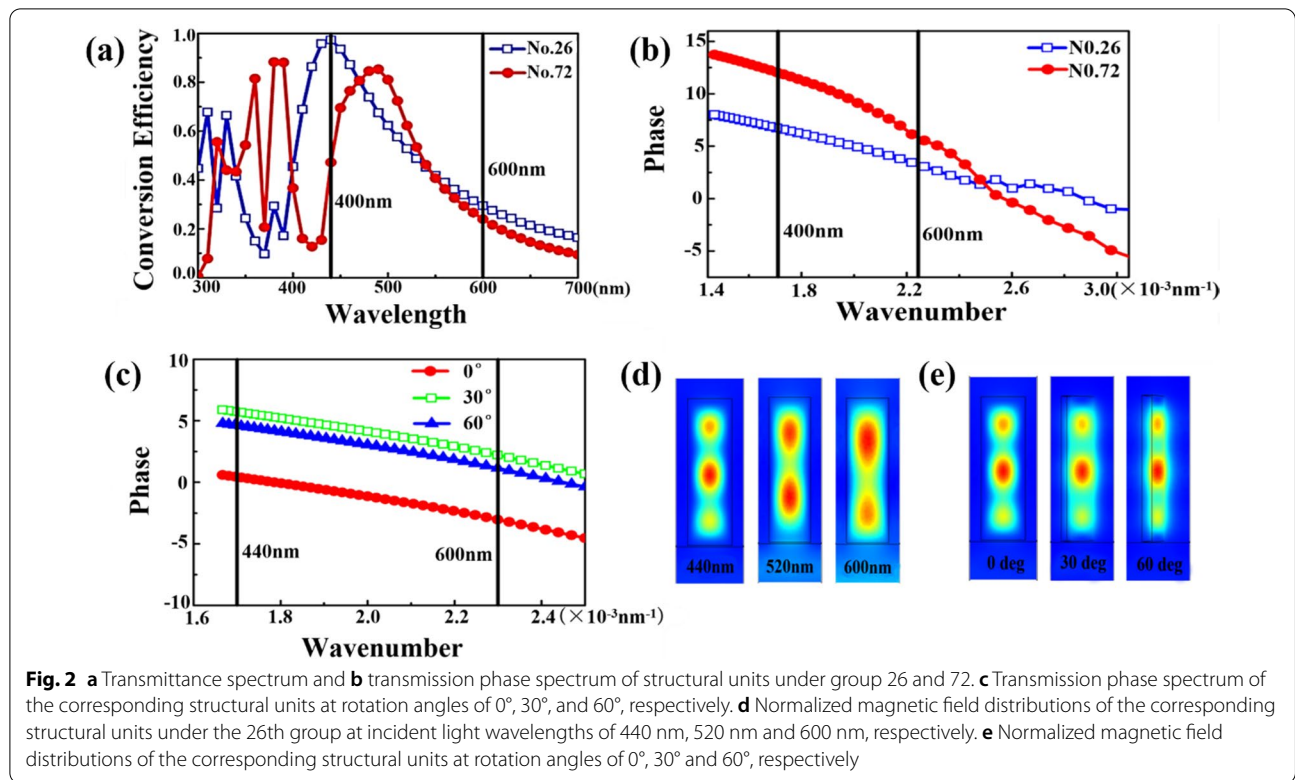 (a)
Conversion Efficiency
1.0
0.8
0.6
0.4
0.2
0.0
No.26
No.72
400nm
600nm
300 400 500 600 700(nm)
Wavelength
(b)
Phase
15
10
5
0
-5
N0.26
N0.72
400nm
600nm
1.4 1.8 2.2 2.6 3.0(×10-3nm-1)
Wavenumber
(c)
Phase
10
5
0
-5
-10
0°
30°
60°
440nm
600nm
1.6 1.8 2.0 2.2 2.4(×10-3nm-1)
Wavenumber
(d)
440nm 520nm 600nm
(e)
0 deg 30 deg 60 deg
Fig. 2 a Transmittance spectrum and b transmission phase spectrum of structural units under group 26 and 72. c Transmission phase spectrum of
the corresponding structural units at rotation angles of 0°, 30°, and 60°, respectively. d Normalized magnetic field distributions of the corresponding
structural units under the 26th group at incident light wavelengths of 440 nm, 520 nm and 600 nm, respectively. e Normalized magnetic field
distributions of the corresponding structural units at rotation angles of 0°, 30° and 60°, respectively